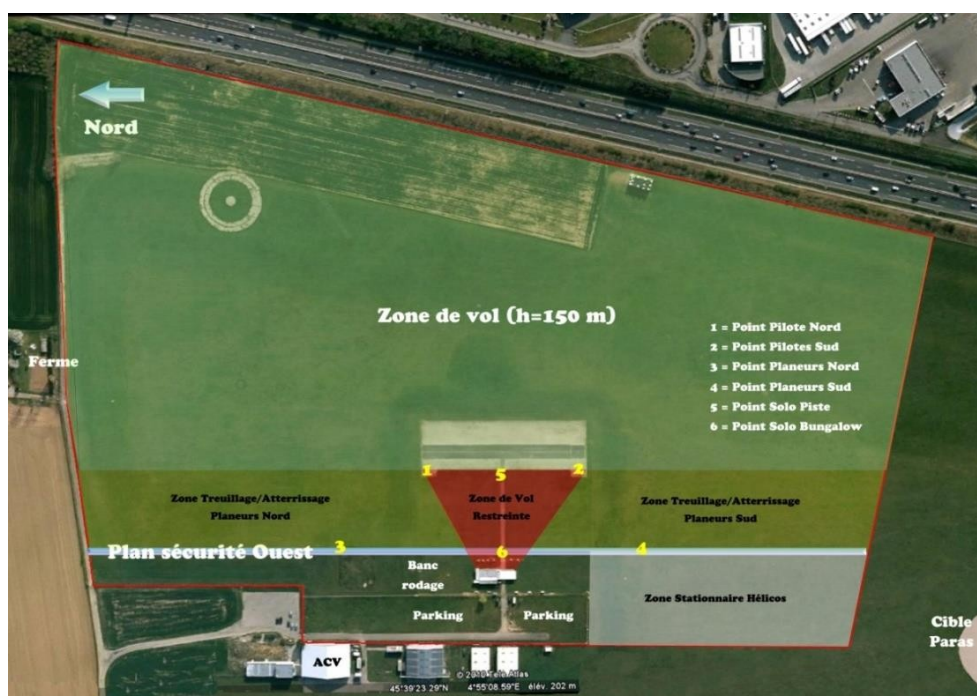 Nord
Zone de vol (h=150 m)
1 = Point Pilote Nord
2 = Point Pilotes Sud
3 = Point Planeurs Nord
4 = Point Planeurs Sud
5 = Point Solo Piste
6 = Point Solo Bungalow
Ferme
1
5
2
Zone Treuillage/Atterrissage
Planeurs Nord
Zone de Vol
Restreinte
Zone Treuillage/Atterrissage
Planeurs Sud
Plan sécurité Ouest
3
6
4
Banc
rodage
Zone Stationnaire Hélicos
Parking
Parking
Cible
Paras
ACV
© 2010 Tele Atlas
45°39'23.29"N 4°55'08.59"E élév. 202 m